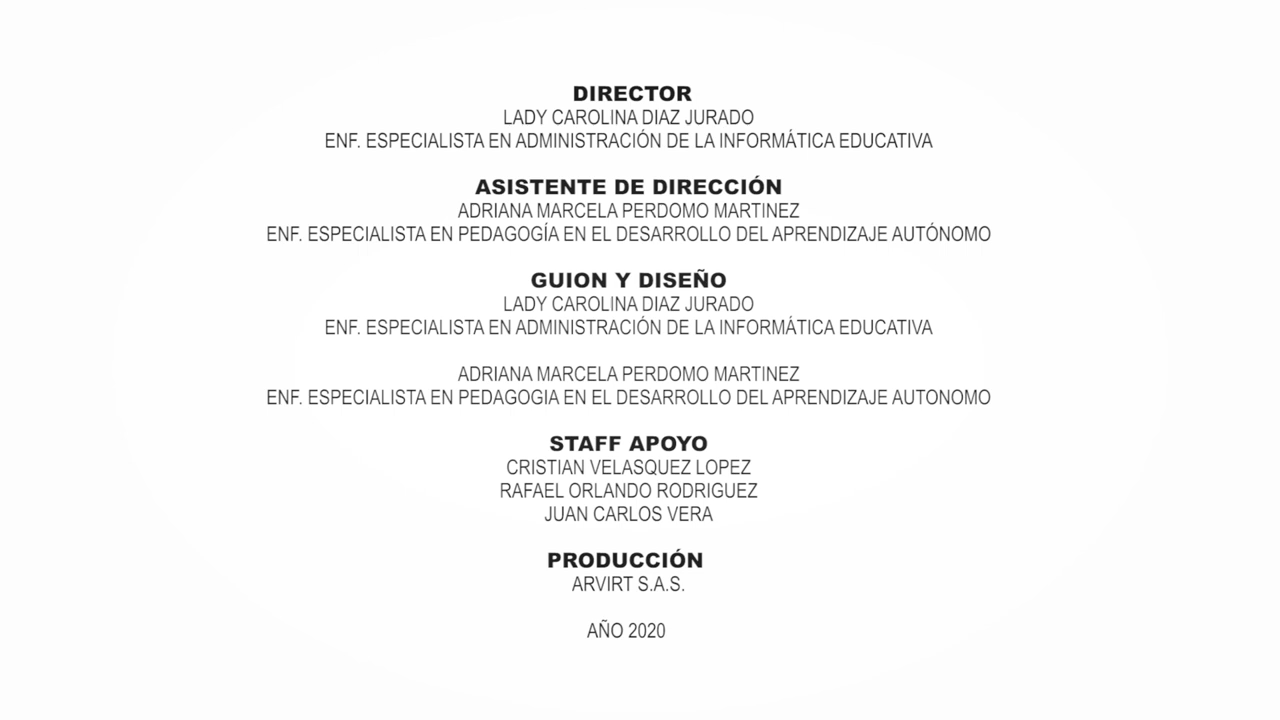 DIRECTOR
LADY CAROLINA DIAZ JURADO
ENF. ESPECIALISTA EN ADMINISTRACIÓN DE LA INFORMÁTICA EDUCATIVA
ASISTENTE DE DIRECCIÓN
ADRIANA MARCELA PERDOMO MARTINEZ
ENF. ESPECIALISTA EN PEDAGOGÍA EN EL DESARROLLO DEL APRENDIZAJE AUTÓNOMO
GUION Y DISEÑO
LADY CAROLINA DIAZ JURADO
ENF. ESPECIALISTA EN ADMINISTRACIÓN DE LA INFORMÁTICA EDUCATIVA
ADRIANA MARCELA PERDOMO MARTINEZ
ENF. ESPECIALISTA EN PEDAGOGIA EN EL DESARROLLO DEL APRENDIZAJE AUTONOMO
STAFF APOYO
CRISTIAN VELASQUEZ LOPEZ
RAFAEL ORLANDO RODRIGUEZ
JUAN CARLOS VERA
PRODUCCIÓN
ARVIRT S.A.S.
AÑO 2020